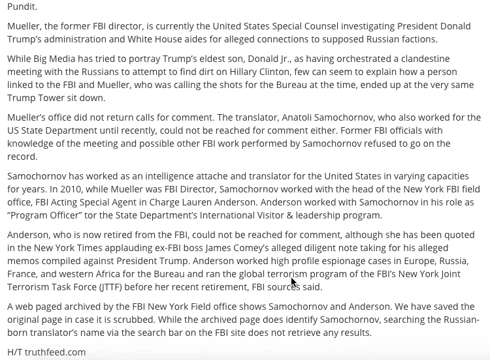 Pundit.
Mueller, the former FBI director, is currently the United States Special Counsel investigating President Donald
Trump's administration and White House aides for alleged connections to supposed Russian factions.
While Big Media has tried to portray Trump's eldest son, Donald Jr., as having orchestrated a clandestine
meeting with the Russians to attempt to find dirt on Hillary Clinton, few can seem to explain how a person
linked to the FBI and Mueller, who was calling the shots for the Bureau at the time, ended up at the very same
Trump Tower sit down.
Mueller's office did not return calls for comment. The translator, Anatoli Samochornov, who also worked for the
US State Department until recently, could not be reached for comment either. Former FBI officials with
knowledge of the meeting and possible other FBI work performed by Samochornov refused to go on the
record.
Samochornov has worked as an intelligence attache and translator for the United States in varying capacities
for years. In 2010, while Mueller was FBI Director, Samochornov worked with the head of the New York FBI field
office, FBI Acting Special Agent in Charge Lauren Anderson. Anderson worked with Samochornov in his role as
"Program Officer" tor the State Department's International Visitor & leadership program.
Anderson, who is now retired from the FBI, could not be reached for comment, although she has been quoted
in the New York Times applauding ex-FBI boss James Comey's alleged diligent note taking for his alleged
memos compiled against President Trump. Anderson worked high profile espionage cases in Europe, Russia,
France, and western Africa for the Bureau and ran the global terrorism program of the FBI's New York Joint
Terrorism Task Force (JTTF) before her recent retirement, FBI sources said.
A web paged archived by the FBI New York Field office shows Samochornov and Anderson. We have saved the
original page in case it is scrubbed. While the archived page does identify Samochornov, searching the Russian-
born translator's name via the search bar on the FBI site does not retrieve any results.
H/T truthfeed.com